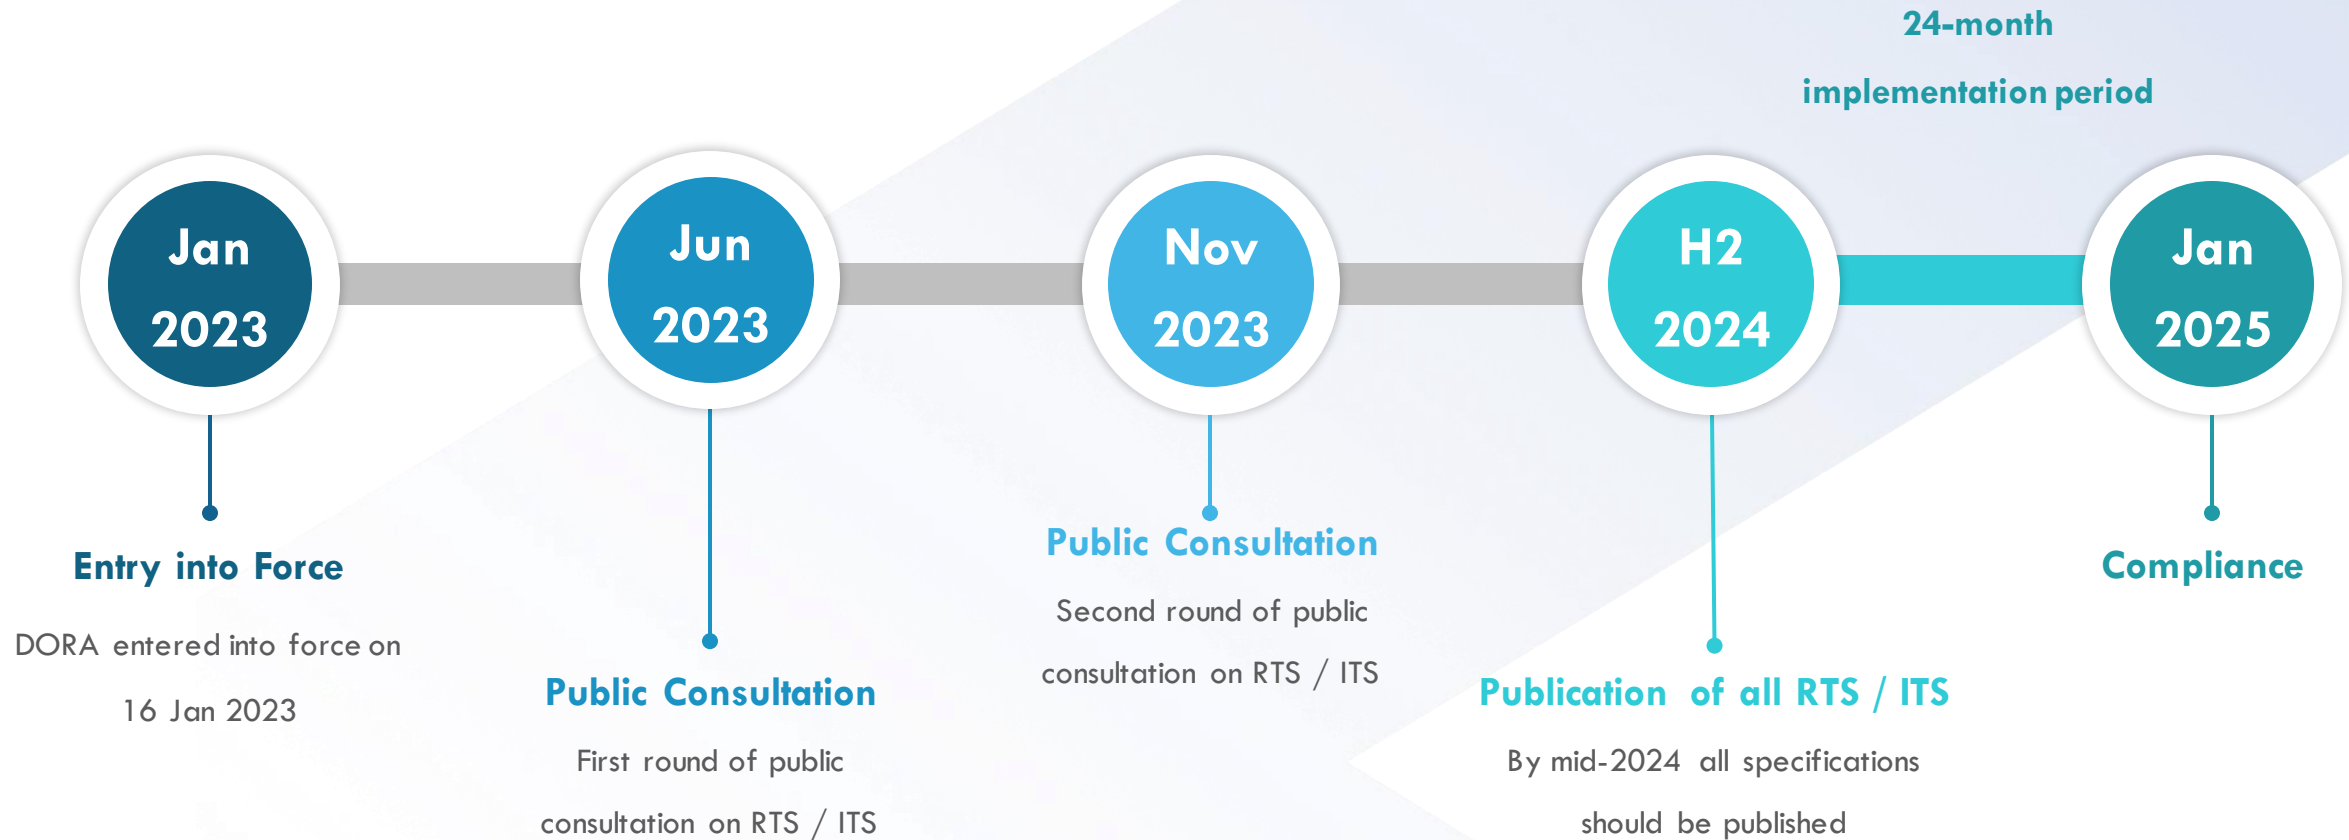 24-month
implementation period
Jan
2023
Jun
2023
Nov
2023
H2
2024
Jan
2025
Entry into Force
DORA entered into force on
16 Jan 2023
Public Consultation
First round of public
consultation on RTS / ITS
Public Consultation
Second round of public
consultation on RTS / ITS
Publication of all RTS / ITS
By mid-2024 all specifications
should be published
Compliance